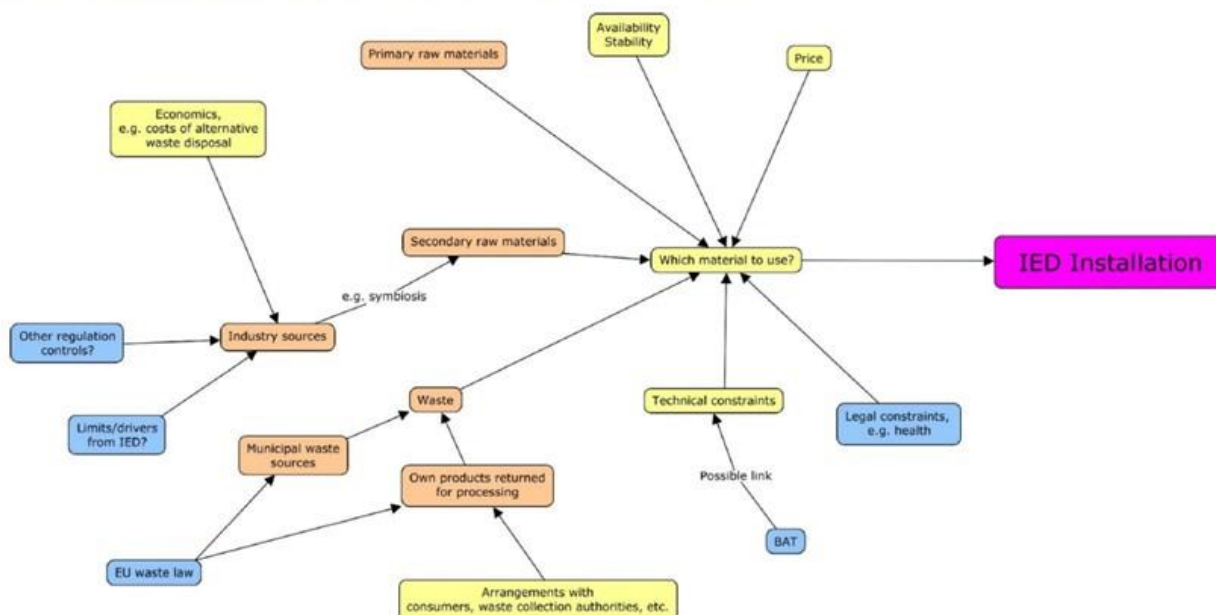 Availability
Stability
Primary raw materials
Price
Economics,
e.g. costs of alternative
waste disposal
Secondary raw materials
Which material to use?
IED Installation
e.g. symbiosis
Other regulation
controls?
Industry sources
Waste
Technical constraints
Limits/drivers
from IED?
Legal constraints,
e.g. health
Municipal waste
sources
Own products returned
for processing
Possible link
BAT
EU waste law
Arrangements with
consumers, waste collection authorities, etc.